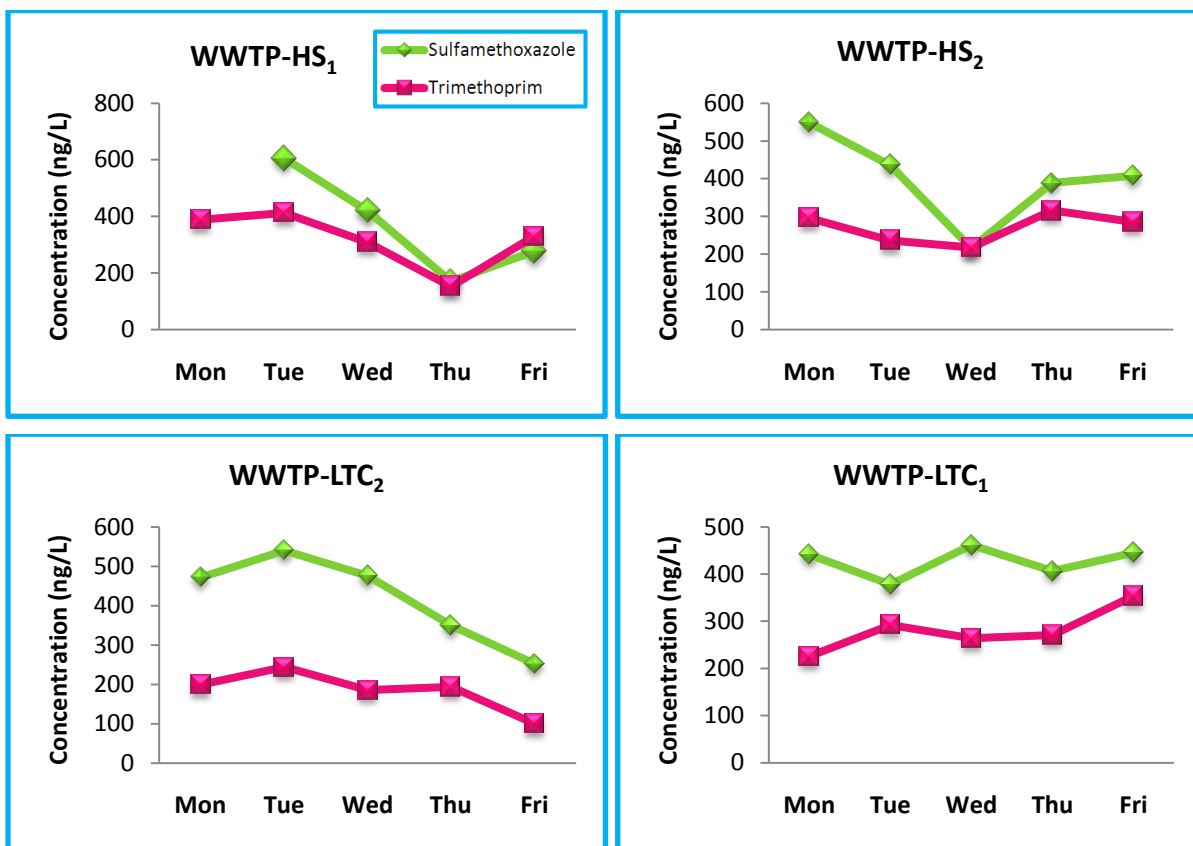 WWTP-HS₁
Sulfamethoxazole
Trimethoprim
Concentration (ng/L)
800
600
400
200
0
Mon Tue Wed Thu Fri
WWTP-HS₂
Concentration (ng/L)
600
500
400
300
200
100
0
Mon Tue Wed Thu Fri
WWTP-LTC₂
Concentration (ng/L)
600
500
400
300
200
100
0
Mon Tue Wed Thu Fri
WWTP-LTC₁
Concentration (ng/L)
500
400
300
200
100
0
Mon Tue Wed Thu Fri